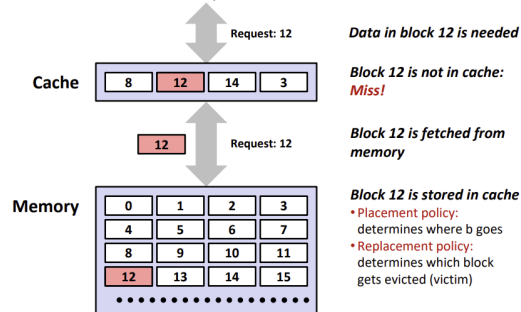 Request: 12
Data in block 12 is needed
Cache
8 12 14 3
Block 12 is not in cache:
Miss!
12
Request: 12
Block 12 is fetched from
memory
Memory
0 1 2 3
4 5 6 7
8 9 10 11
12 13 14 15
Block 12 is stored in cache
• Placement policy:
determines where b goes
• Replacement policy:
determines which block
gets evicted (victim)